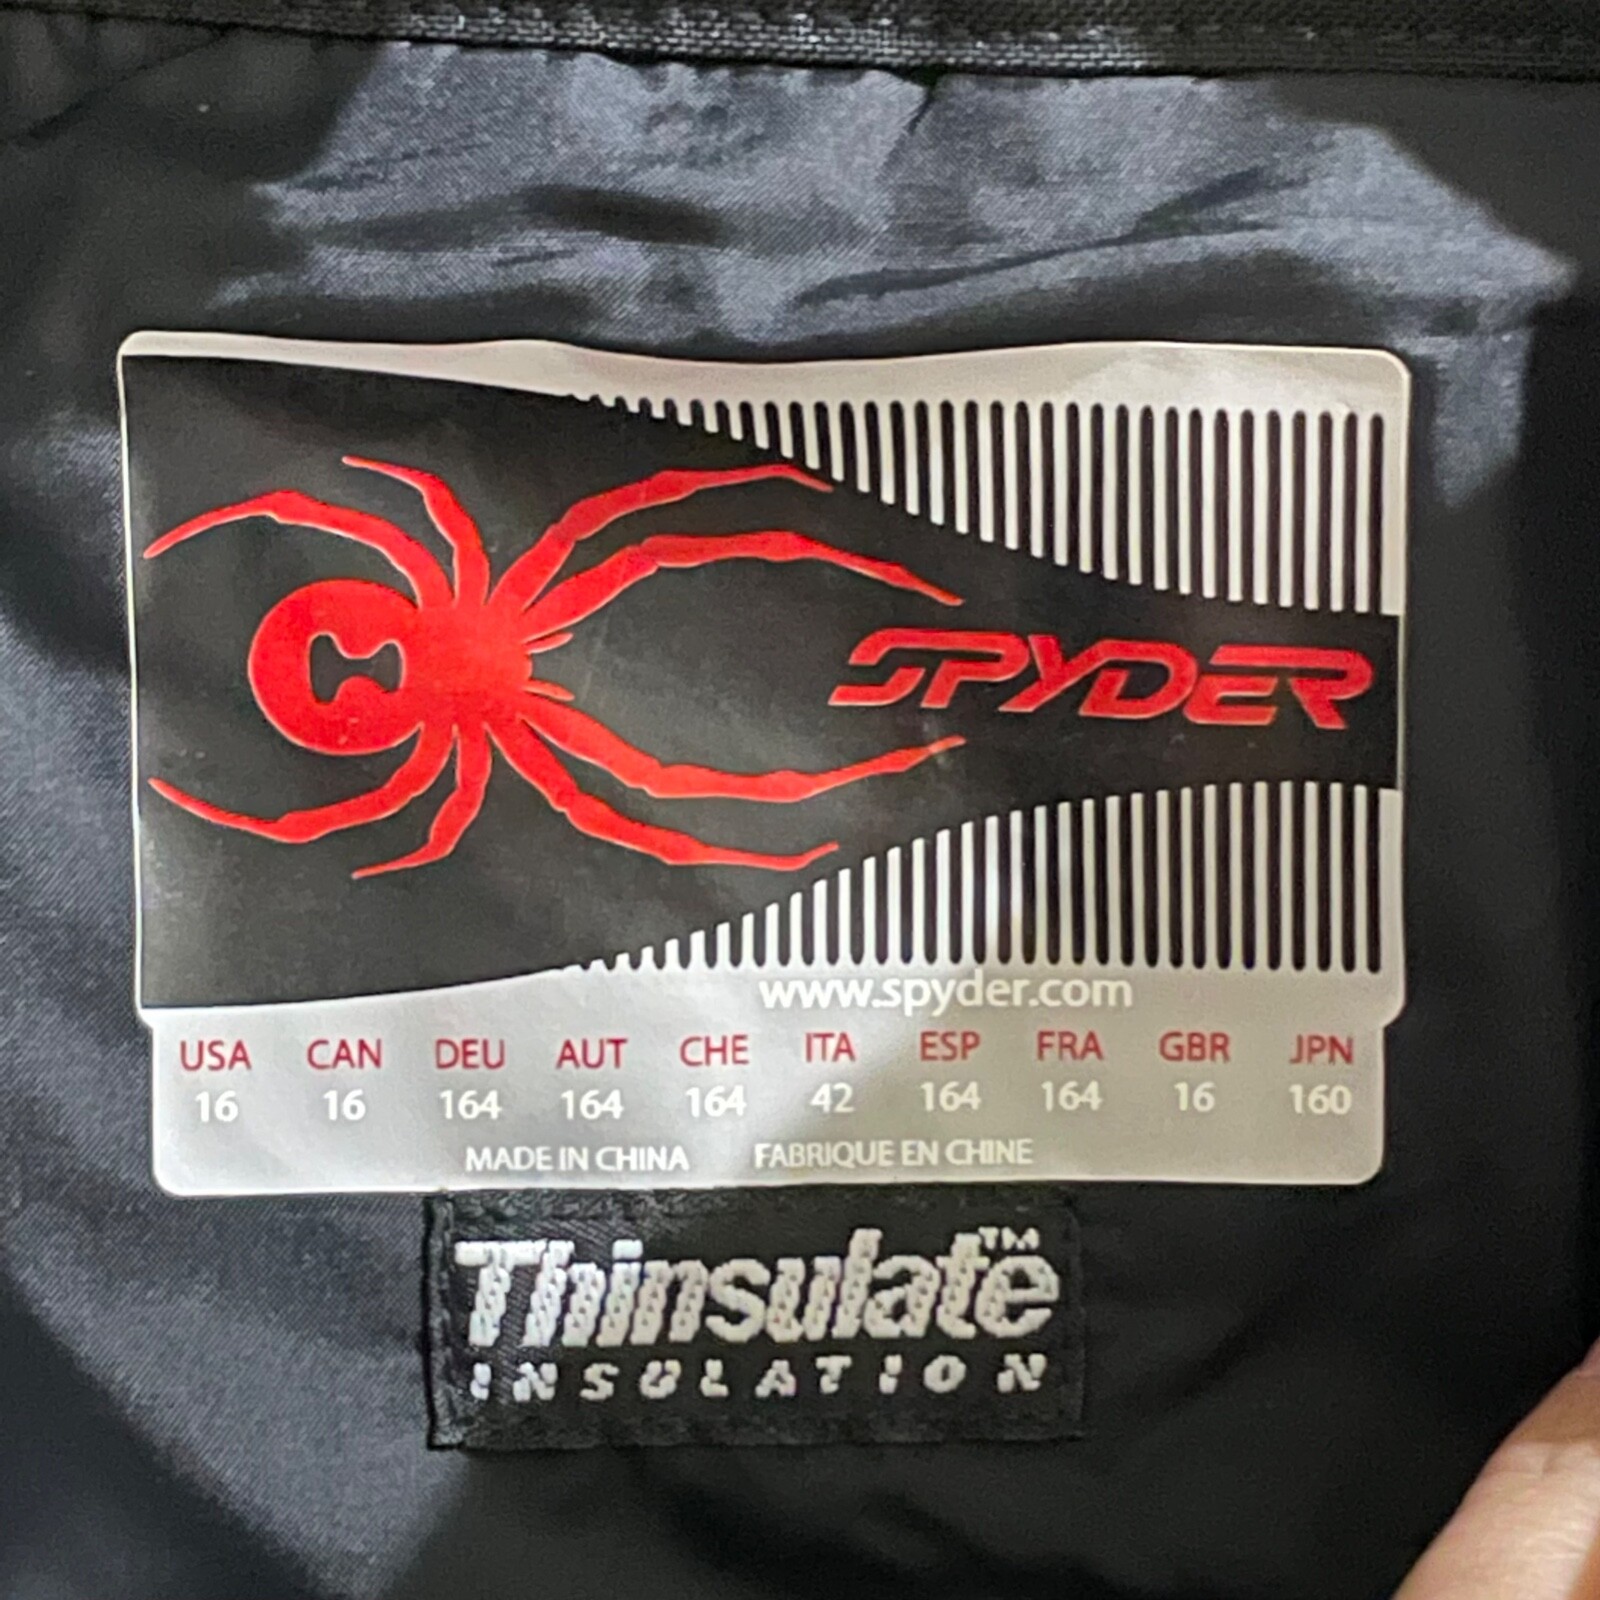 SPYDER
www.spyder.com
USA CAN DEU AUT CHE ITA ESP FRA GBR JPN
16 16 164 164 164 42 164 164 16 160
MADE IN CHINA FABRIQUE EN CHINE
Thinsulate™
INSULATION